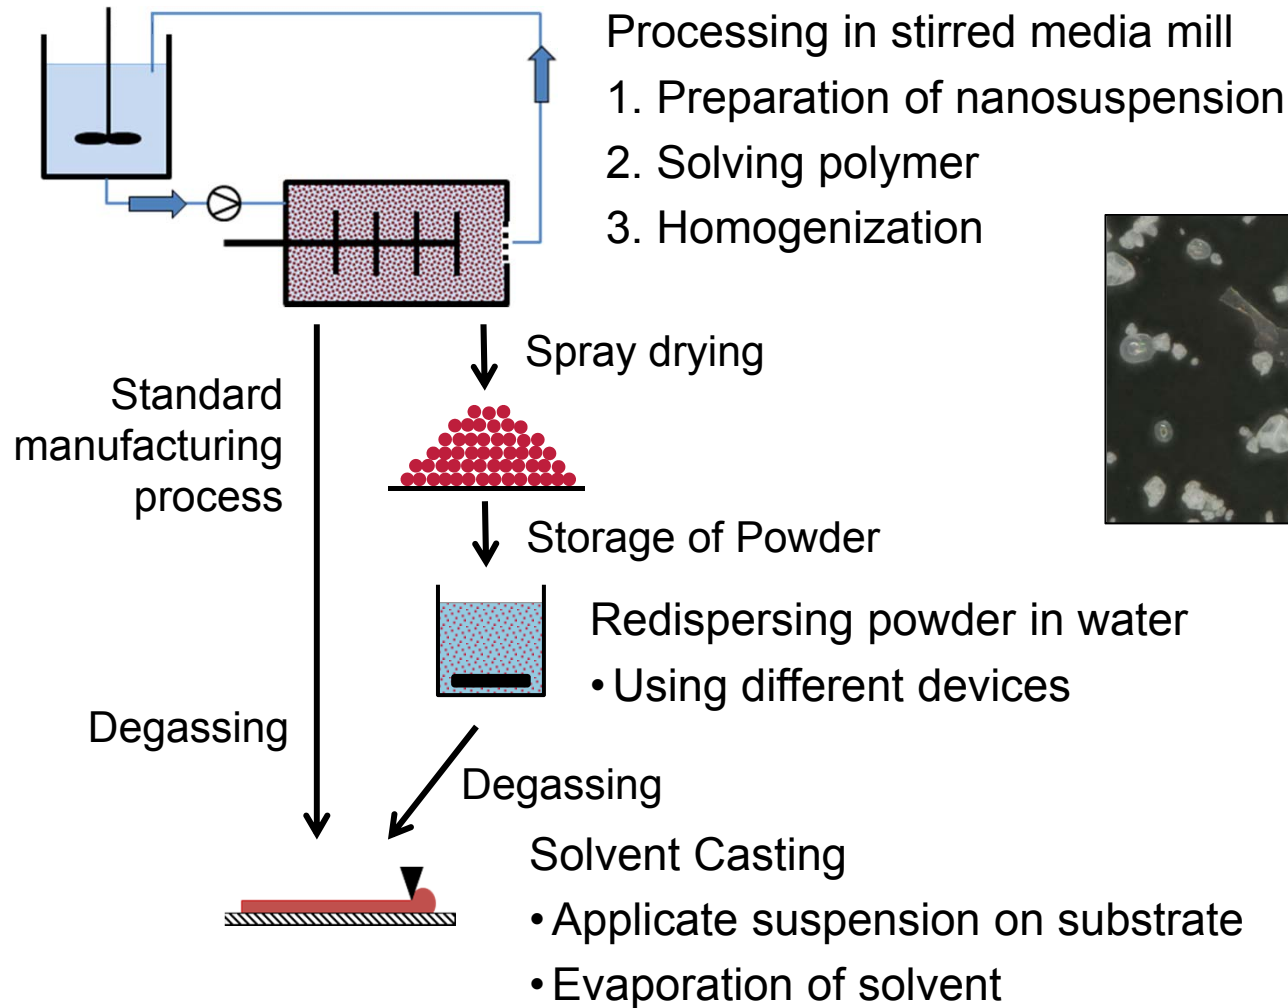 Processing in stirred media mill
1. Preparation of nanosuspension
2. Solving polymer
3. Homogenization
Spray drying
Standard
manufacturing
process
Storage of Powder
Redispersing powder in water
• Using different devices
Degassing
Degassing
Solvent Casting
• Applicate suspension on substrate
• Evaporation of solvent